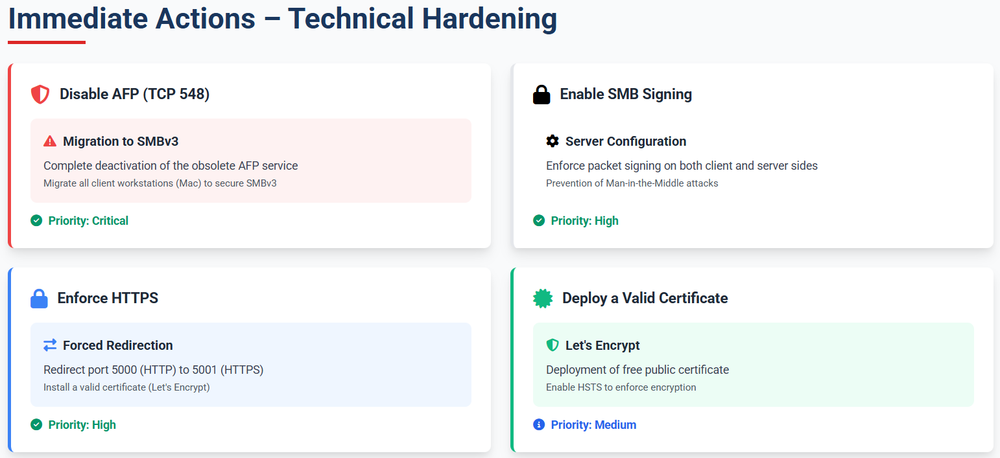 Immediate Actions – Technical Hardening
Disable AFP (TCP 548)
Migration to SMBv3
Complete deactivation of the obsolete AFP service
Migrate all client workstations (Mac) to secure SMBv3
Priority: Critical
Enable SMB Signing
Server Configuration
Enforce packet signing on both client and server sides
Prevention of Man-in-the-Middle attacks
Priority: High
Enforce HTTPS
Forced Redirection
Redirect port 5000 (HTTP) to 5001 (HTTPS)
Install a valid certificate (Let's Encrypt)
Priority: High
Deploy a Valid Certificate
Let's Encrypt
Deployment of free public certificate
Enable HSTS to enforce encryption
Priority: Medium